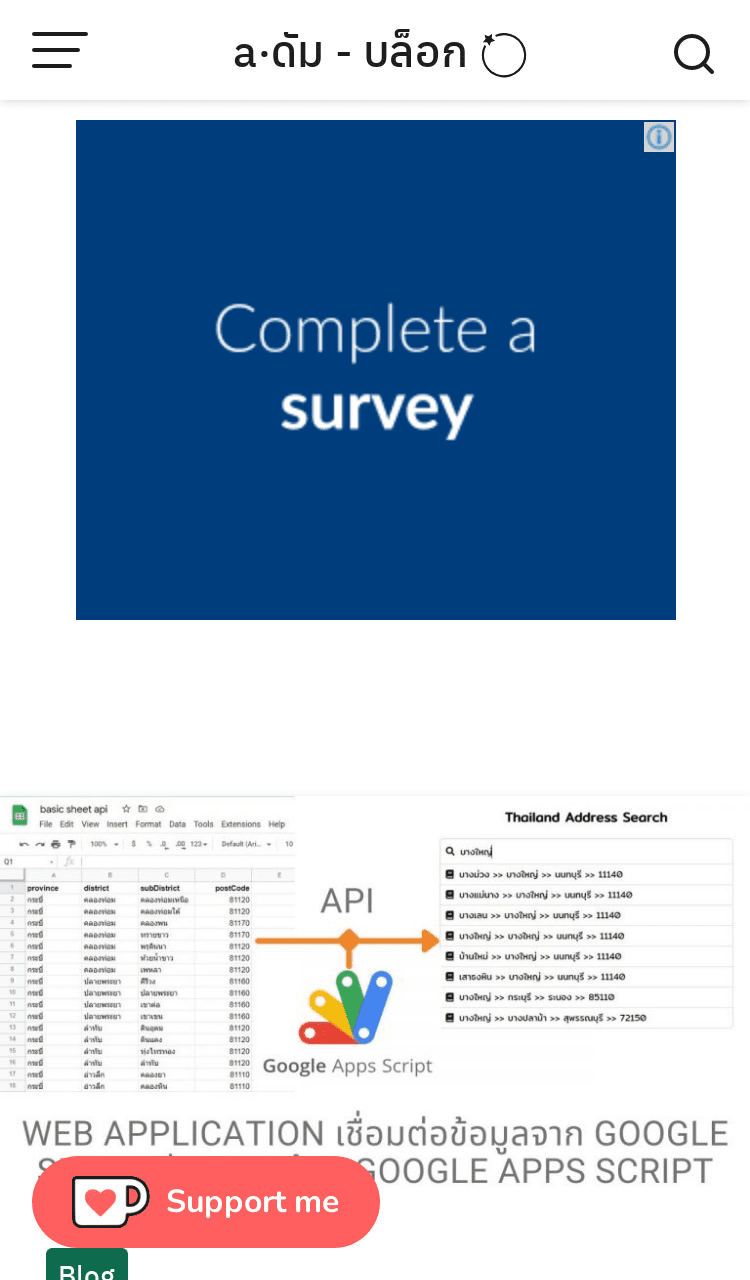 a·ดัม - บล็อก
Complete a
survey
basic sheet api
File Edit View Insert Format Data Tools Extensions Help
100% $ % .0 .00 123 Default (Ari... 10
Q1 fx
A B C D E
1 province district subDistrict postCode
2 กระบี่ คลองท่อม คลองท่อมเหนือ 81120
3 กระบี่ คลองท่อม คลองท่อมใต้ 81120
4 กระบี่ คลองท่อม คลองพน 81170
5 กระบี่ คลองท่อม ทรายขาว 81170
6 กระบี่ คลองท่อม พรุดินนา 81120
7 กระบี่ คลองท่อม ห้วยน้ำขาว 81120
8 กระบี่ คลองท่อม เพหลา 81120
9 กระบี่ ปลายพระยา คีรีวง 81160
10 กระบี่ ปลายพระยา ปลายพระยา 81160
11 กระบี่ ปลายพระยา เขาต่อ 81160
12 กระบี่ ปลายพระยา เขาเขน 81160
13 กระบี่ ลำทับ ดินอุดม 81120
14 กระบี่ ลำทับ ดินแดง 81120
15 กระบี่ ลำทับ ทุ่งไทรทอง 81120
16 กระบี่ ลำทับ ลำทับ 81120
17 กระบี่ อ่าวลึก คลองยา 81110
18 กระบี่ อ่าวลึก คลองหิน 81110
API
Google Apps Script
Thailand Address Search
บางใหญ่
บางม่วง >> บางใหญ่ >> นนทบุรี >> 11140
บางแม่นาง >> บางใหญ่ >> นนทบุรี >> 11140
บางเลน >> บางใหญ่ >> นนทบุรี >> 11140
บางใหญ่ >> บางใหญ่ >> นนทบุรี >> 11140
บ้านใหม่ >> บางใหญ่ >> นนทบุรี >> 11140
เสาธงหิน >> บางใหญ่ >> นนทบุรี >> 11140
บางใหญ่ >> กระบุรี >> ระนอง >> 85110
บางใหญ่ >> บางปลาม้า >> สุพรรณบุรี >> 72150
WEB APPLICATION เชื่อมต่อข้อมูลจาก GOOGLE
GOOGLE APPS SCRIPT
Support me
Blog